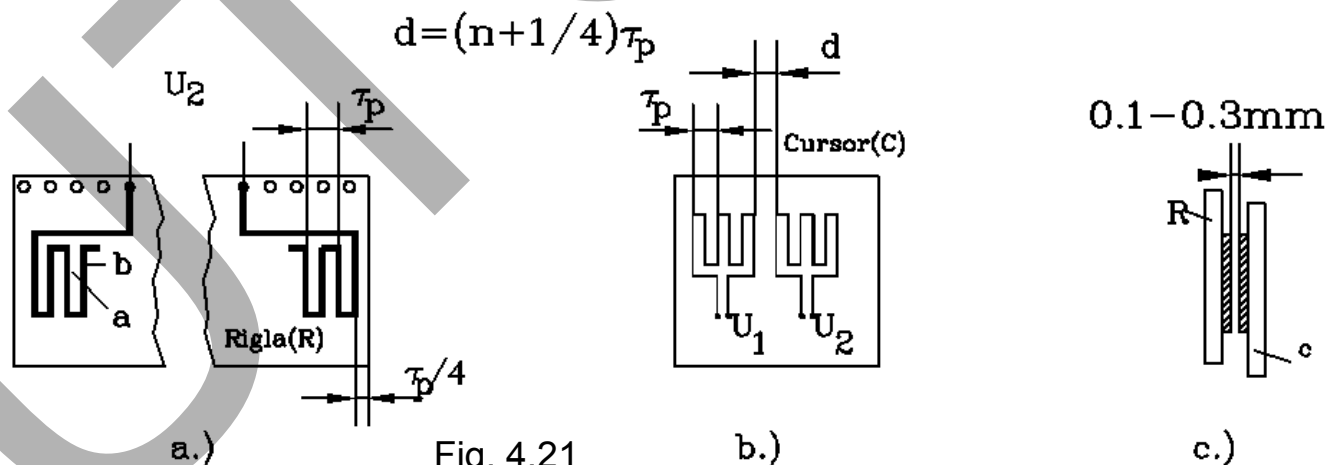 d=(n+1/4)τp
U2
τp
b
a
Rigla(R)
τp/4
a.)
Fig. 4.21
d
τp
Cursor(C)
U1
U2
b.)
0.1-0.3mm
R
c
c.)